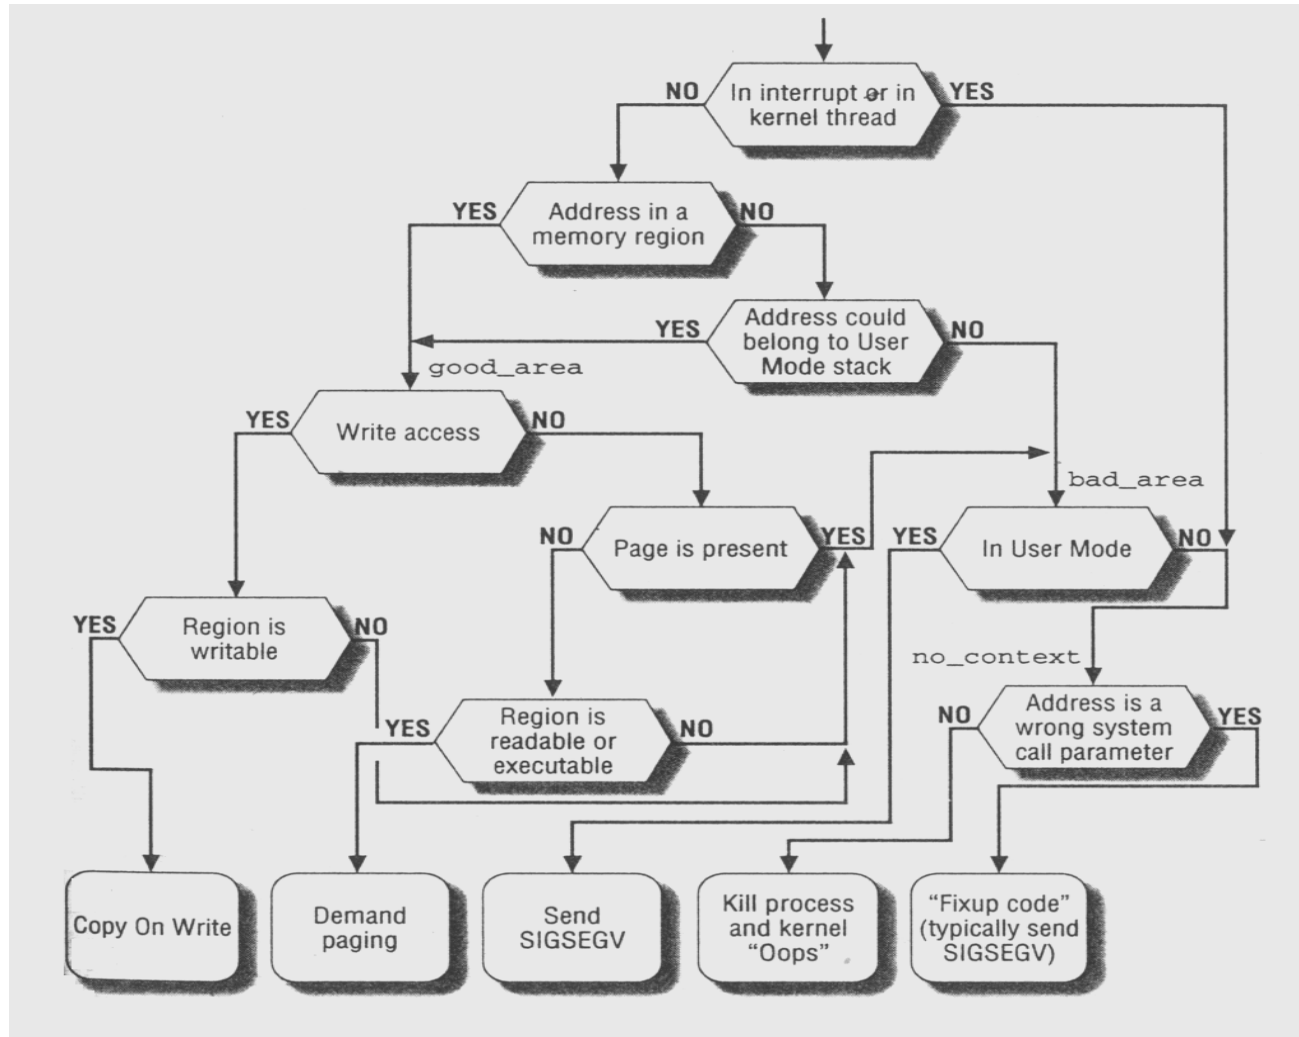 NO
In interrupt or in
kernel thread
YES
YES
Address in a
memory region
NO
YES
Address could
belong to User
Mode stack
NO
good_area
YES
Write access
NO
bad_area
NO
Page is present
YES
YES
In User Mode
NO
YES
Region is
writable
NO
no_context
YES
Region is
readable or
executable
NO
NO
Address is a
wrong system
call parameter
YES
Copy On Write
Demand
paging
Send
SIGSEGV
Kill process
and kernel
“Oops”
“Fixup code”
(typically send
SIGSEGV)